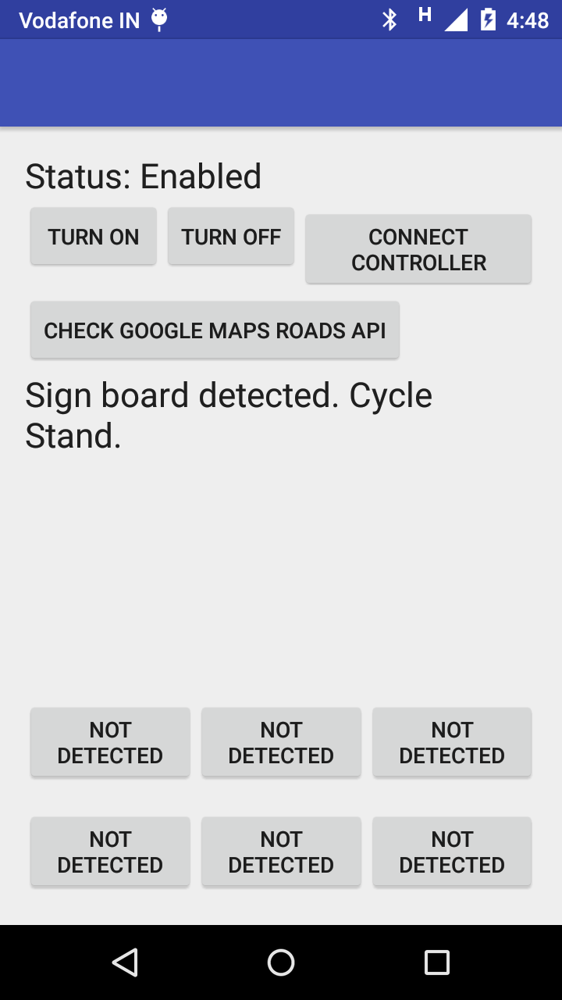 Vodafone IN H 4:48
Status: Enabled
TURN ON TURN OFF CONNECT
CONTROLLER
CHECK GOOGLE MAPS ROADS API
Sign board detected. Cycle
Stand.
NOT NOT NOT
DETECTED DETECTED DETECTED
NOT NOT NOT
DETECTED DETECTED DETECTED